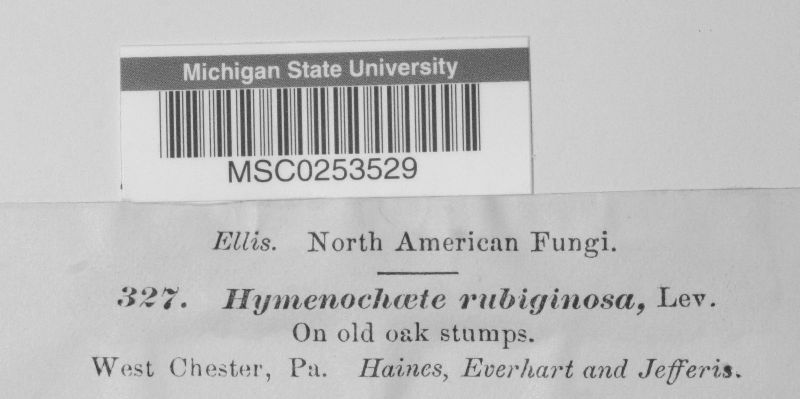 Michigan State University
MSC0253529
Ellis. North American Fungi.
327. Hymenochæte rubiginosa, Lev.
On old oak stumps.
West Chester, Pa. Haines, Everhart and Jefferis.